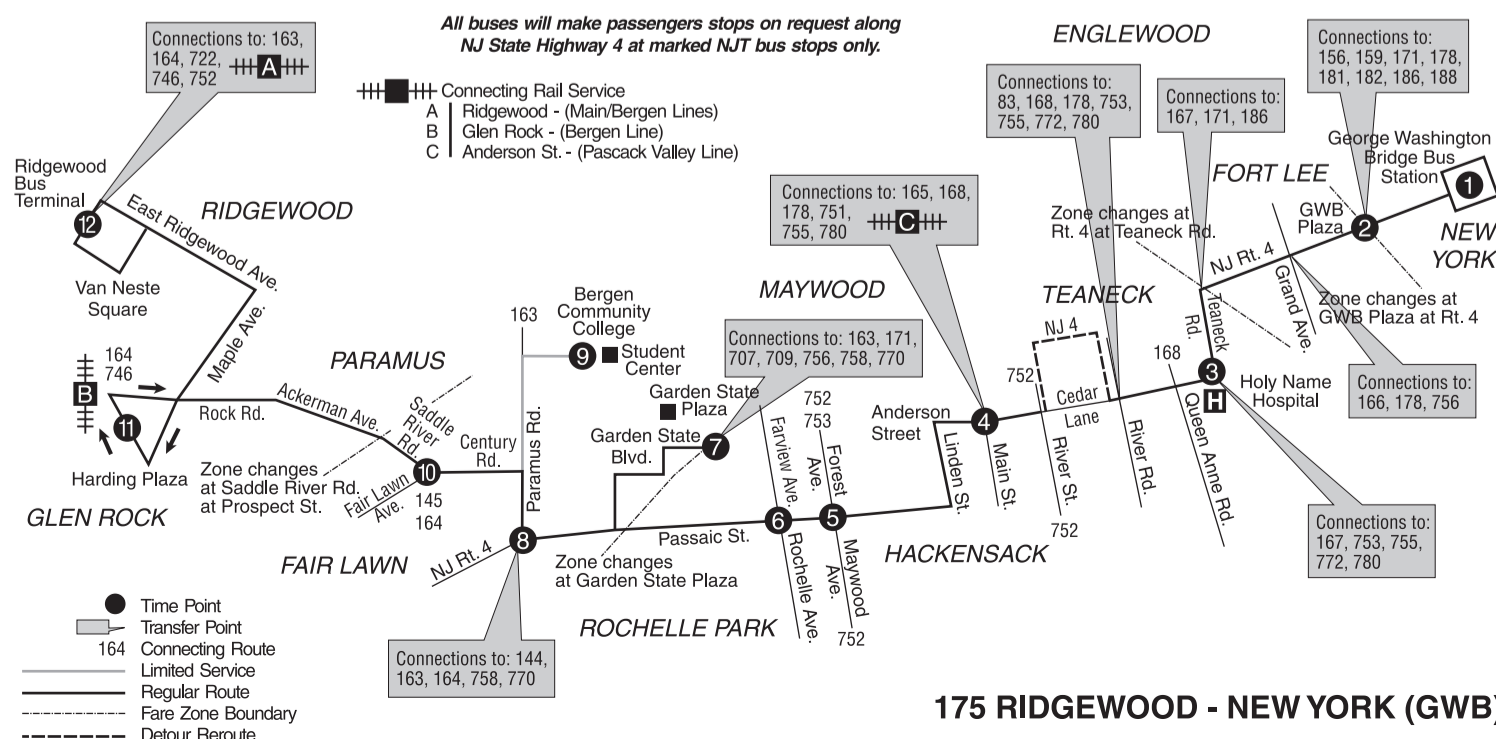 All buses will make passengers stops on request along
NJ State Highway 4 at marked NJT bus stops only.
Connecting Rail Service
A Ridgewood - (Main/Bergen Lines)
B Glen Rock - (Bergen Line)
C Anderson St. - (Pascack Valley Line)
Connections to: 163,
164, 722,
746, 752
A
Ridgewood
Bus
Terminal
12
RIDGEWOOD
East Ridgewood Ave.
Van Neste
Square
Maple Ave.
164
746
B
11
Harding Plaza
GLEN ROCK
Rock Rd.
PARAMUS
Ackerman Ave.
Saddle
River
Rd.
Zone changes
at Saddle River Rd.
at Prospect St.
10
Fair Lawn
Ave.
145
164
Century
Rd.
163
Paramus Rd.
Bergen
Community
College
9
Student
Center
FAIR LAWN
NJ Rt. 4
8
Connections to: 144,
163, 164, 758, 770
Garden State
Plaza
Garden State
Blvd.
7
Zone changes
at Garden State Plaza
MAYWOOD
Connections to: 163, 171,
707, 709, 756, 758, 770
Passaic St.
ROCHELLE PARK
Farview Ave.
6
Rochelle Ave.
752
753
Forest
Ave.
5
Maywood
Ave.
752
HACKENSACK
Connections to: 165, 168,
178, 751,
755, 780
C
Anderson
Street
Linden St.
4
Main St.
TEANECK
NJ 4
752
Cedar
Lane
River St.
752
River Rd.
168
Queen Anne Rd.
ENGLEWOOD
Connections to:
83, 168, 178, 753,
755, 772, 780
Connections to:
167, 171, 186
Zone changes at
Rt. 4 at Teaneck Rd.
Teaneck
Rd.
3
H
Holy Name
Hospital
Connections to:
167, 753, 755,
772, 780
NJ Rt. 4
Grand Ave.
Connections to:
166, 178, 756
FORT LEE
GWB
Plaza
2
Zone changes at
GWB Plaza at Rt. 4
Connections to:
156, 159, 171, 178,
181, 182, 186, 188
George Washington
Bridge Bus
Station
1
NEW
YORK
Time Point
Transfer Point
164 Connecting Route
Limited Service
Regular Route
Fare Zone Boundary
Detour Reroute
175 RIDGEWOOD - NEW YORK (GWB)